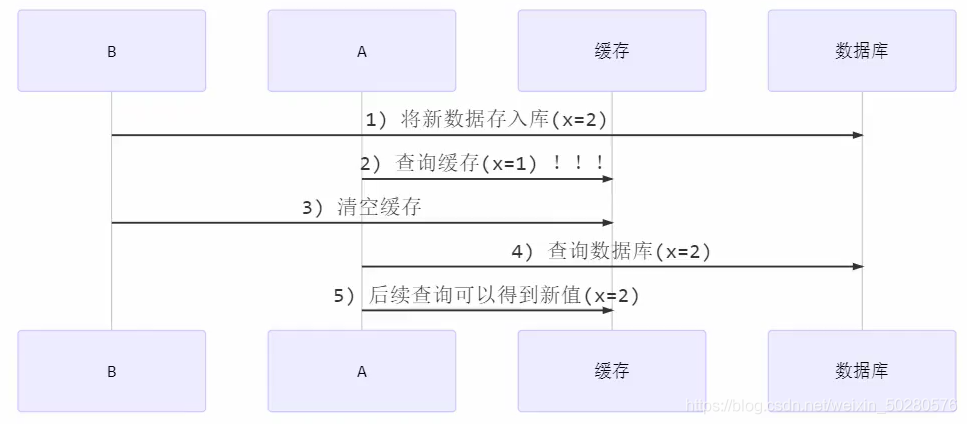 B
A
缓存
数据库
1) 将新数据存入库(x=2)
2) 查询缓存(x=1) ！！！
3) 清空缓存
4) 查询数据库(x=2)
5) 后续查询可以得到新值(x=2)
B
A
缓存
数据库
https://blog.csdn.net/weixin_50280576